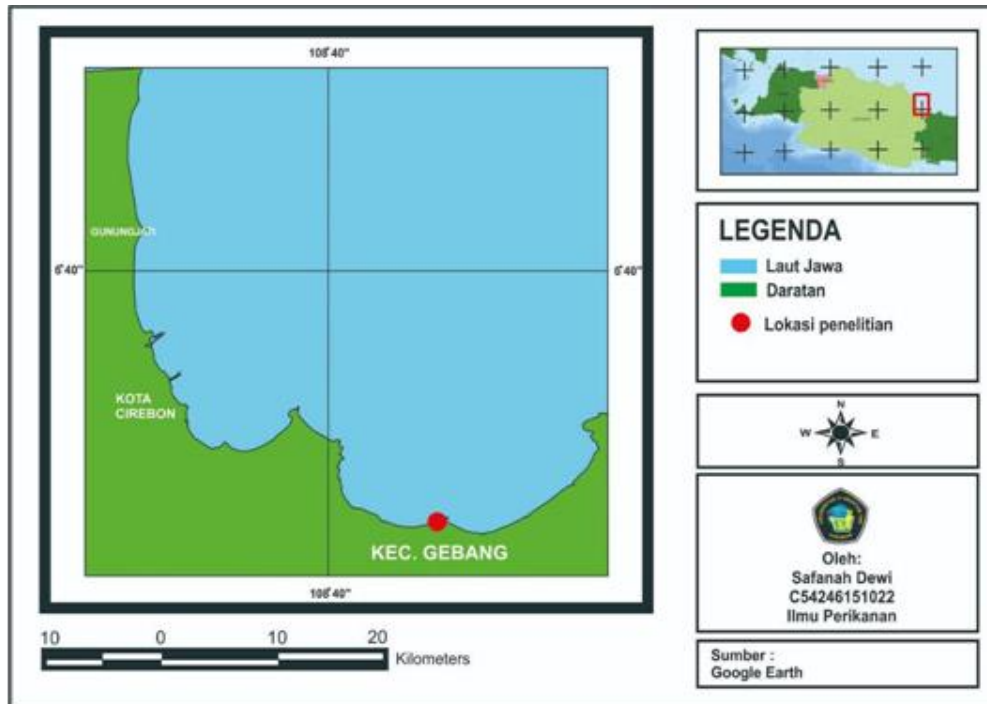 108°40"
GUNUNGJATI
6°40"
6°40"
KOTA
CIREBON
KEC. GEBANG
108°40"
10 0 10 20
Kilometers
LEGENDA
Laut Jawa
Daratan
Lokasi penelitian
N
W E
S
Oleh:
Safanah Dewi
C54246151022
Ilmu Perikanan
Sumber :
Google Earth